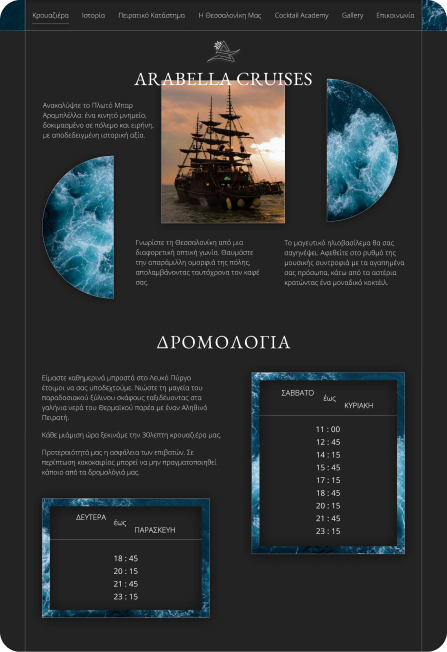 Κρουαζιέρα Ιστορία Πειρατικό Κατάστημα Η Θεσσαλονίκη Μας Cocktail Academy Gallery Επικοινωνία
ARABELLA CRUISES
Ανακαλύψτε το Πλωτό Μπαρ
Αραμπλέλλα: ένα κινητό μνημείο,
δοκιμασμένο σε πόλεμο και ειρήνη,
με αποδεδειγμένη ιστορική αξία.
Γνωρίστε τη Θεσσαλονίκη από μια
διαφορετική οπτική γωνία. Θαυμάστε
την απαράμιλλη ομορφιά της πόλης,
απολαμβάνοντας ταυτόχρονα τον καφέ
σας.
Το μαγευτικό ηλιοβασίλεμα θα σας
σαγηνέψει. Αφεθείτε στο ρυθμό της
μουσικής συντροφιά με τα αγαπημένα
σας πρόσωπα, κάτω από τα αστέρια
κρατώντας ένα μοναδικό κοκτέιλ.
ΔΡΟΜΟΛΟΓΙΑ
Είμαστε καθημερινά μπροστά στο Λευκό Πύργο
έτοιμοι να σας υποδεχτούμε. Νιώστε τη μαγεία του
παραδοσιακού ξύλινου σκάφους ταξιδεύοντας στα
γαλήνια νερά του Θερμαϊκού παρέα με έναν Αληθινό
Πειρατή.
Κάθε μιάμιση ώρα ξεκινάμε την 30λεπτη κρουαζιέρα μας.
Προτεραιότητά μας η ασφάλεια των επιβατών. Σε
περίπτωση κακοκαιρίας μπορεί να μην πραγματοποιηθεί
κάποιο από τα δρομολόγιά μας.
ΣΑΒΒΑΤΟ
έως
ΚΥΡΙΑΚΗ
11 : 00
12 : 45
14 : 15
15 : 45
17 : 15
18 : 45
20 : 15
21 : 45
23 : 15
ΔΕΥΤΕΡΑ
έως
ΠΑΡΑΣΚΕΥΗ
18 : 45
20 : 15
21 : 45
23 : 15